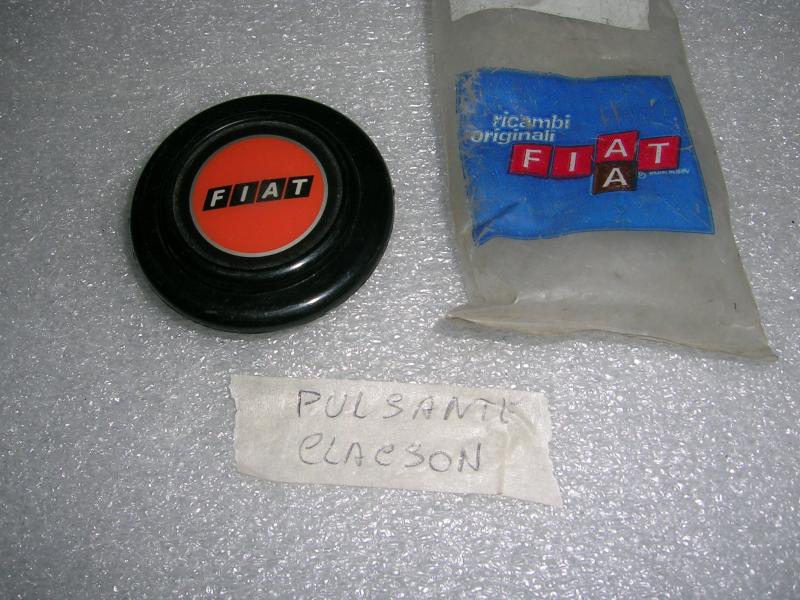 FIAT
ricambi
originali
FIAT
A
PULSANTE
CLACSON